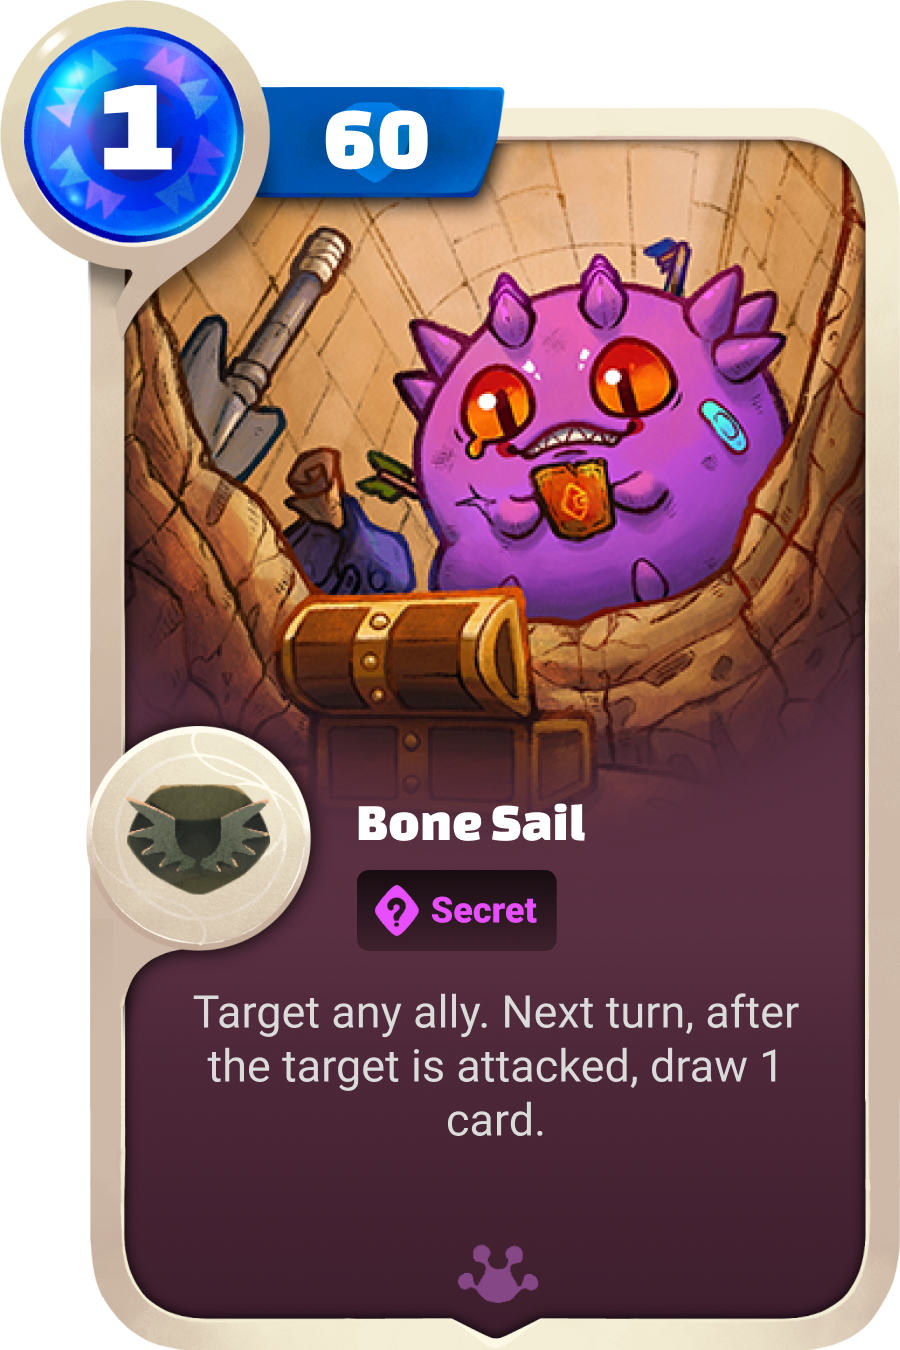 1
60
Bone Sail
? Secret
Target any ally. Next turn, after
the target is attacked, draw 1
card.